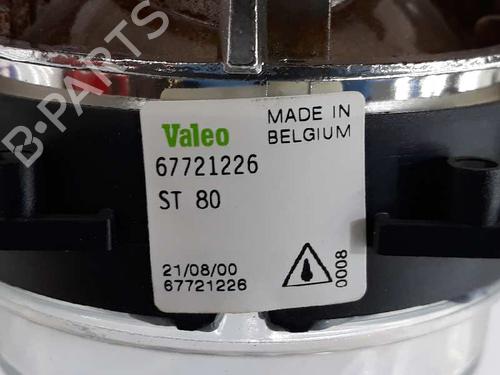 B-PARTS
Valeo
MADE IN
BELGIUM
67721226
ST 80
21/08/00
67721226
0008